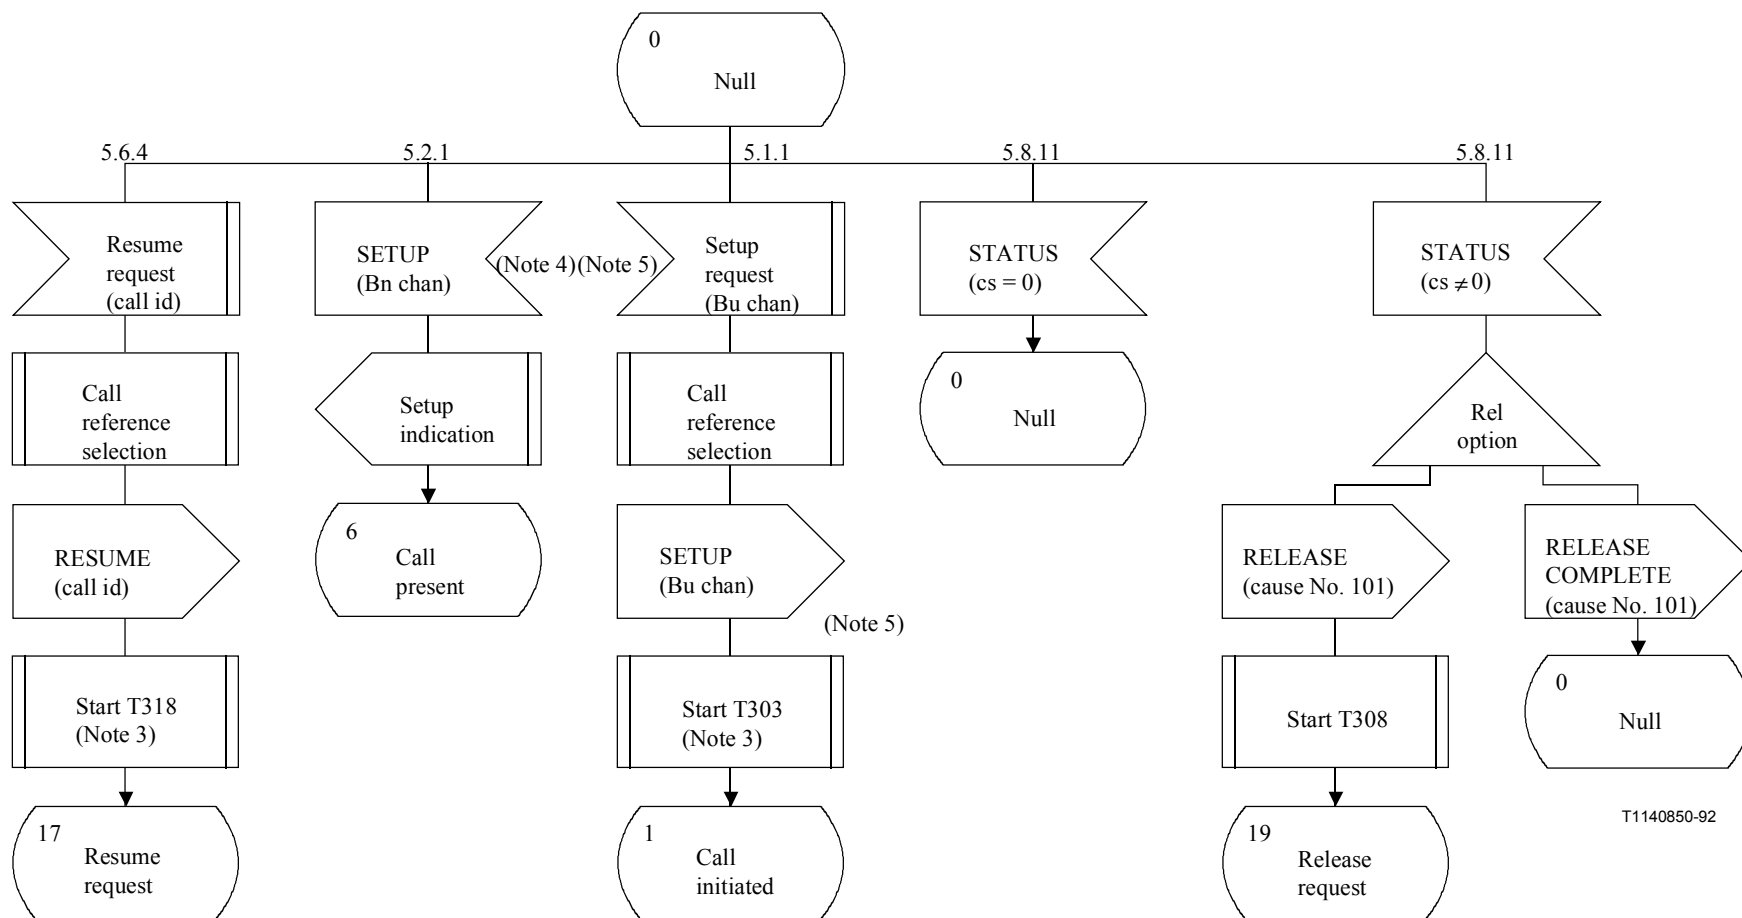 0
Null
5.6.4
5.2.1
5.1.1
5.8.11
5.8.11
Resume
request
(call id)
SETUP
(Bn chan)
(Note 4)(Note 5)
Setup
request
(Bu chan)
STATUS
(cs = 0)
STATUS
(cs ≠ 0)
Call
reference
selection
Setup
indication
Call
reference
selection
0
Null
Rel
option
RESUME
(call id)
6
Call
present
SETUP
(Bu chan)
(Note 5)
RELEASE
(cause No. 101)
RELEASE
COMPLETE
(cause No. 101)
Start T318
(Note 3)
Start T303
(Note 3)
Start T308
0
Null
17
Resume
request
1
Call
initiated
19
Release
request
T1140850-92